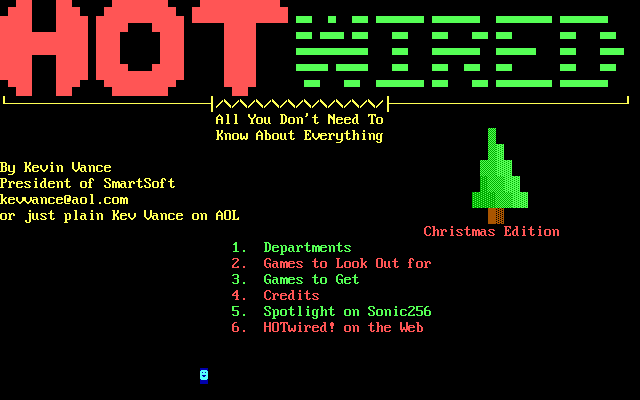 HOT WIRED
All You Don't Need To
Know About Everything
By Kevin Vance
President of SmartSoft
kevvance@aol.com
or just plain Kev Vance on AOL
Christmas Edition
1. Departments
2. Games to Look Out for
3. Games to Get
4. Credits
5. Spotlight on Sonic256
6. HOTwired! on the Web